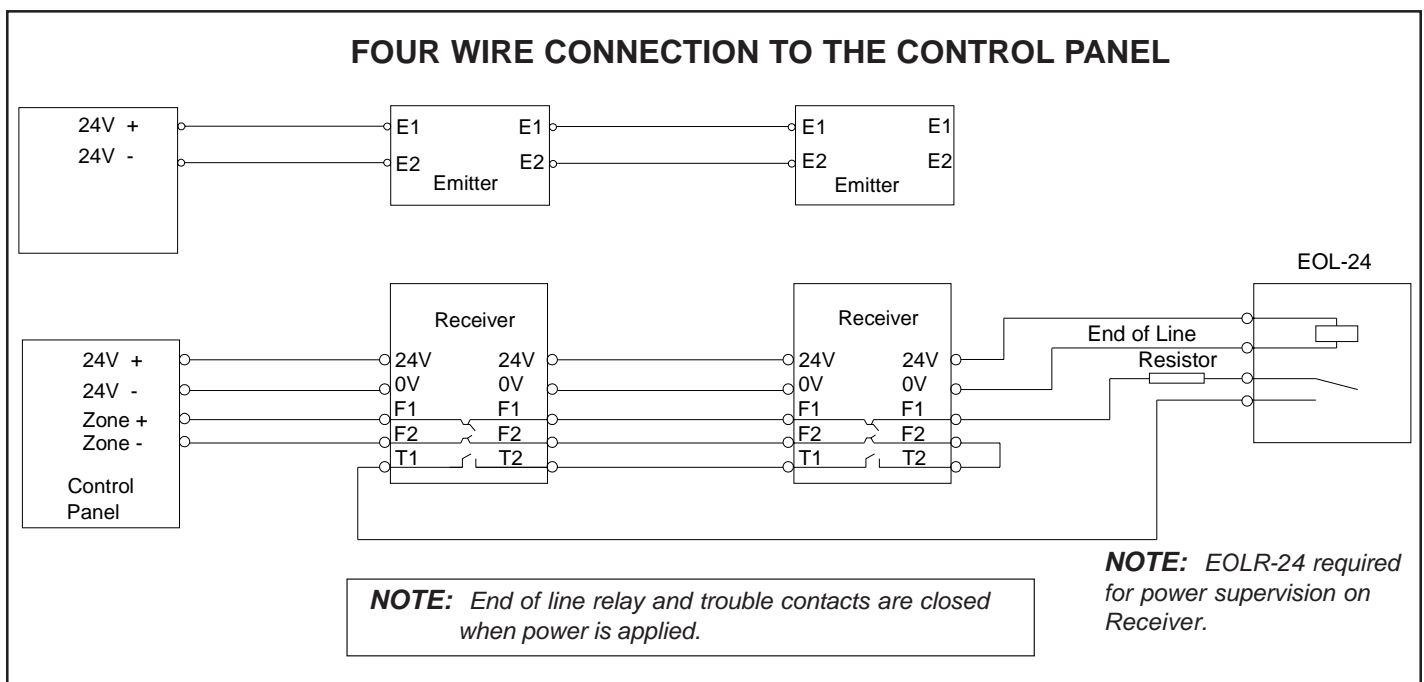 FOUR WIRE CONNECTION TO THE CONTROL PANEL
24V +
24V -
E1 E1
E2 E2
Emitter
E1 E1
E2 E2
Emitter
EOL-24
Receiver
Receiver
24V +
24V -
Zone +
Zone -
Control
Panel
24V 24V
0V 0V
F1 F1
F2 F2
T1 T2
24V 24V
0V 0V
F1 F1
F2 F2
T1 T2
End of Line
Resistor
NOTE: End of line relay and trouble contacts are closed
when power is applied.
NOTE: EOLR-24 required
for power supervision on
Receiver.